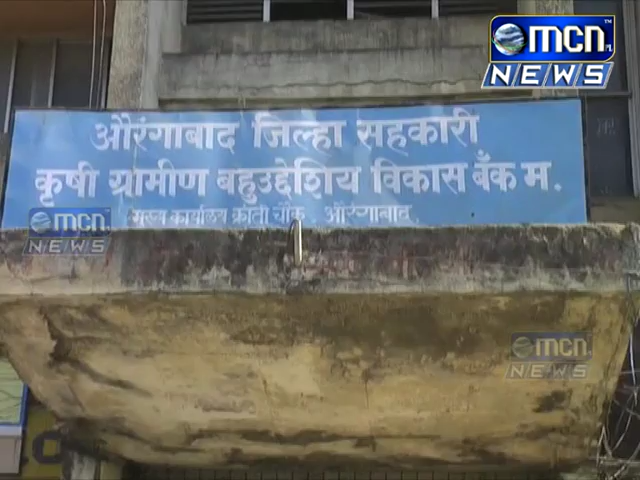 mcn
NEWS
औरंगाबाद जिल्हा सहकारी
कृषी ग्रामीण बहुउद्देशिय विकास बँक म.
मुख्य कार्यालय क्रांती चौक. औरंगाबाद.
mcn
NEWS
mcn
NEWS